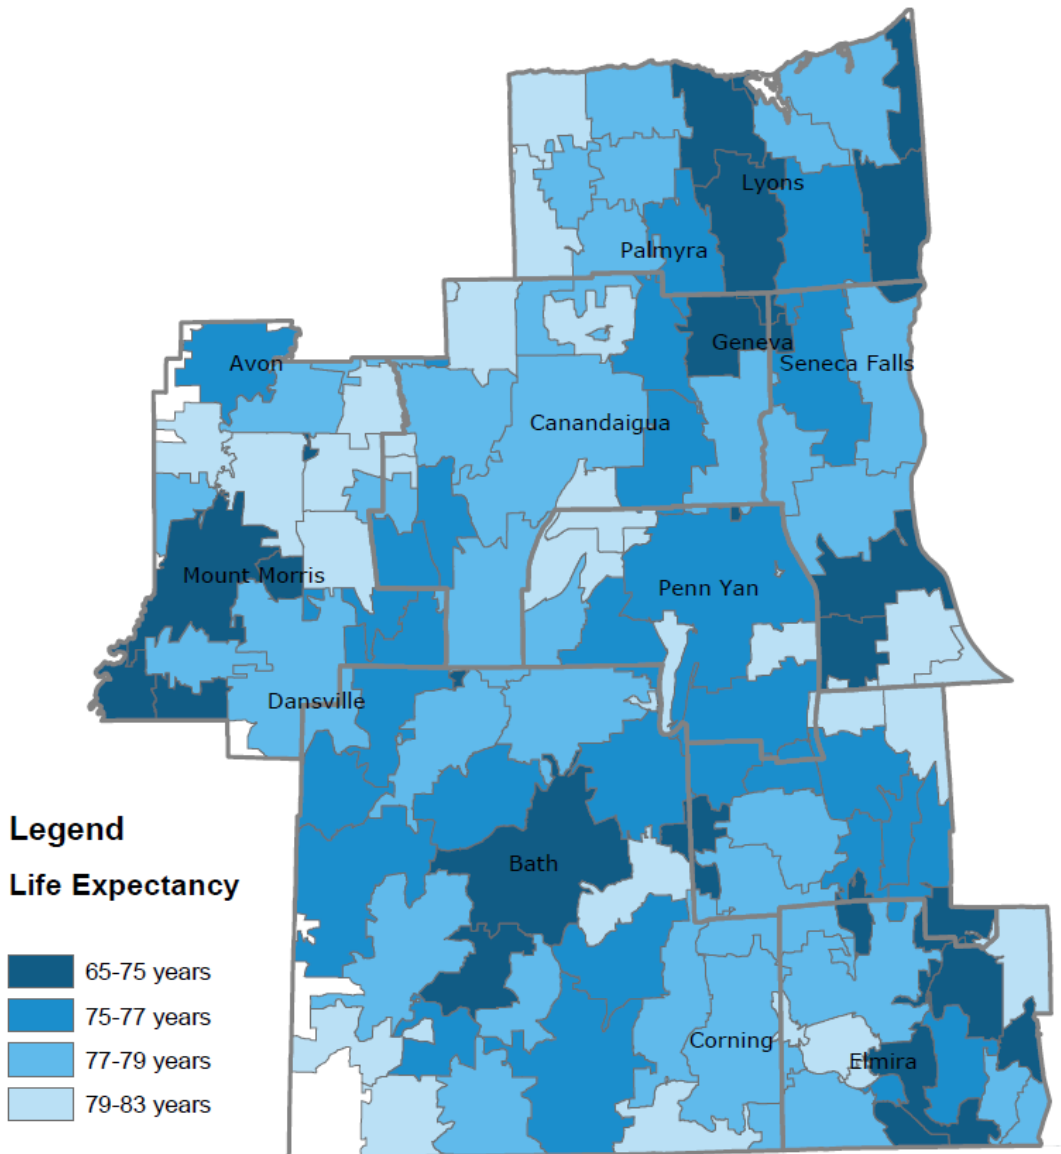 Lyons
Palmyra
Geneva
Avon
Seneca Falls
Canandaigua
Mount Morris
Penn Yan
Dansville
Legend
Life Expectancy
65-75 years
75-77 years
77-79 years
79-83 years
Bath
Corning
Elmira